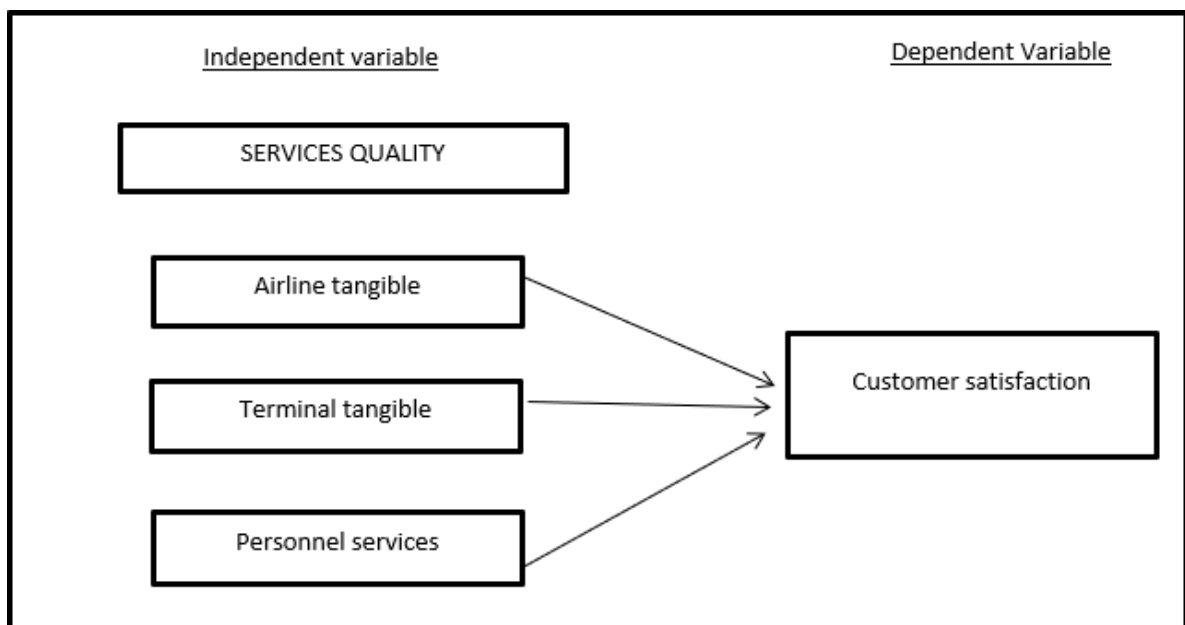 Independent variable
Dependent Variable
SERVICES QUALITY
Airline tangible
Terminal tangible
Customer satisfaction
Personnel services